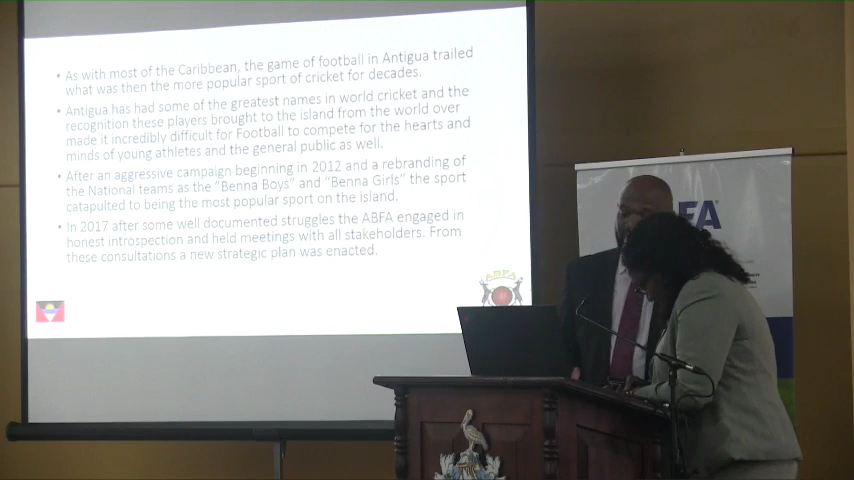 • As with most of the Caribbean, the game of football in Antigua trailed
what was then the more popular sport of cricket for decades.
• Antigua has had some of the greatest names in world cricket and the
recognition these players brought to the island from the world over
made it incredibly difficult for Football to compete for the hearts and
minds of young athletes and the general public as well.
• After an aggressive campaign beginning in 2012 and a rebranding of
the National teams as the "Benna Boys" and "Benna Girls" the sport
catapulted to being the most popular sport on the island.
• In 2017 after some well documented struggles the ABFA engaged in
honest introspection and held meetings with all stakeholders. From
these consultations a new strategic plan was enacted.
ABFA
FA